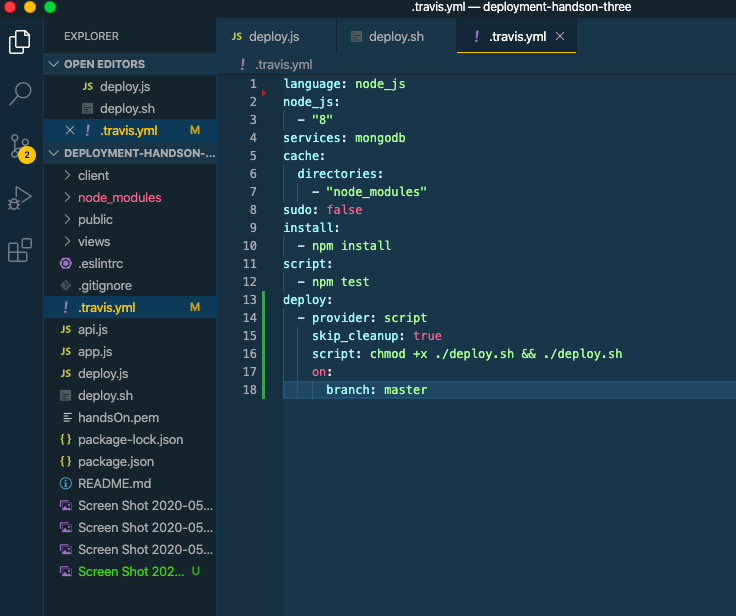 .travis.yml — deployment-handson-three
EXPLORER
OPEN EDITORS
JS deploy.js
deploy.sh
! .travis.yml M
2
DEPLOYMENT-HANDSON-...
client
node_modules
public
views
.eslintrc
.gitignore
! .travis.yml M
JS api.js
JS app.js
JS deploy.js
deploy.sh
handsOn.pem
{} package-lock.json
{} package.json
README.md
Screen Shot 2020-05...
Screen Shot 2020-05...
Screen Shot 2020-05...
Screen Shot 202... U
JS deploy.js deploy.sh ! .travis.yml
! .travis.yml
1 language: node_js
2 node_js:
3 - "8"
4 services: mongodb
5 cache:
6 directories:
7 - "node_modules"
8 sudo: false
9 install:
10 - npm install
11 script:
12 - npm test
13 deploy:
14 - provider: script
15 skip_cleanup: true
16 script: chmod +x ./deploy.sh && ./deploy.sh
17 on:
18 branch: master